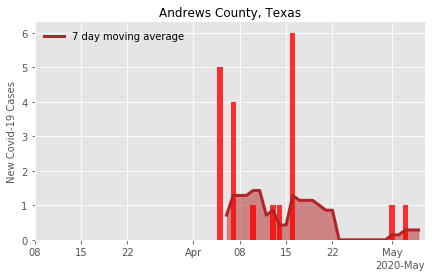 Andrews County, Texas
7 day moving average
New Covid-19 Cases
6
5
4
3
2
1
0
08 15 22 Apr 08 15 22 May
2020-May